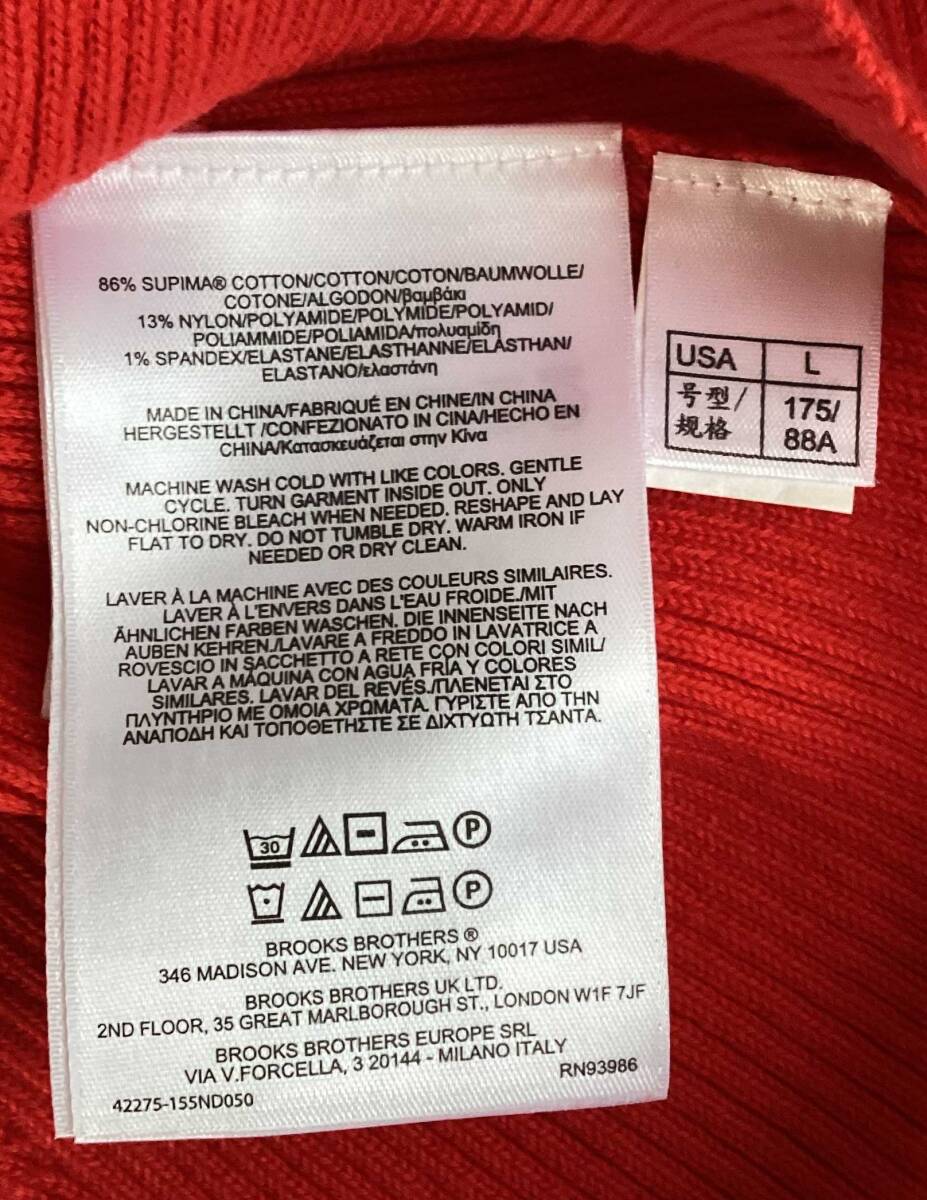 86% SUPIMA® COTTON/COTTON/COTON/BAUMWOLLE/
COTONE/ALGODON/βαμβάκι
13% NYLON/POLYAMIDE/POLYMIDE/POLYAMID/
POLIAMMIDE/POLIAMIDA/πολυαμίδη
1% SPANDEX/ELASTANE/ELASTHANNE/ELASTHAN/
ELASTANO/ελαστάνη
MADE IN CHINA/FABRIQUÉ EN CHINE/IN CHINA
HERGESTELLT /CONFEZIONATO IN CINA/HECHO EN
CHINA/Κατασκευάζεται στην Κίνα
MACHINE WASH COLD WITH LIKE COLORS. GENTLE
CYCLE. TURN GARMENT INSIDE OUT. ONLY
NON-CHLORINE BLEACH WHEN NEEDED. RESHAPE AND LAY
FLAT TO DRY. DO NOT TUMBLE DRY. WARM IRON IF
NEEDED OR DRY CLEAN.
LAVER À LA MACHINE AVEC DES COULEURS SIMILAIRES.
LAVER À L'ENVERS DANS L'EAU FROIDE./MIT
ÄHNLICHEN FARBEN WASCHEN. DIE INNENSEITE NACH
AUBEN KEHREN./LAVARE A FREDDO IN LAVATRICE A
ROVESCIO IN SACCHETTO A RETE CON COLORI SIMIL/
LAVAR A MÁQUINA CON AGUA FRÍA Y COLORES
SIMILARES. LAVAR DEL REVÉS./ΠΛΕΝΕΤΑΙ ΣΤΟ
ΠΛΥΝΤΗΡΙΟ ΜΕ ΟΜΟΙΑ ΧΡΩΜΑΤΑ. ΓΥΡΙΣΤΕ ΑΠΟ ΤΗΝ
ΑΝΑΠΟΔΗ ΚΑΙ ΤΟΠΟΘΕΤΗΣΤΕ ΣΕ ΔΙΧΤΥΩΤΗ ΤΣΑΝΤΑ.
30 P
P
BROOKS BROTHERS ®
346 MADISON AVE. NEW YORK, NY 10017 USA
BROOKS BROTHERS UK LTD.
2ND FLOOR, 35 GREAT MARLBOROUGH ST., LONDON W1F 7JF
BROOKS BROTHERS EUROPE SRL
VIA V.FORCELLA, 3 20144 - MILANO ITALY
RN93986
42275-155ND050
USA L
号型/ 175/
规格 88A